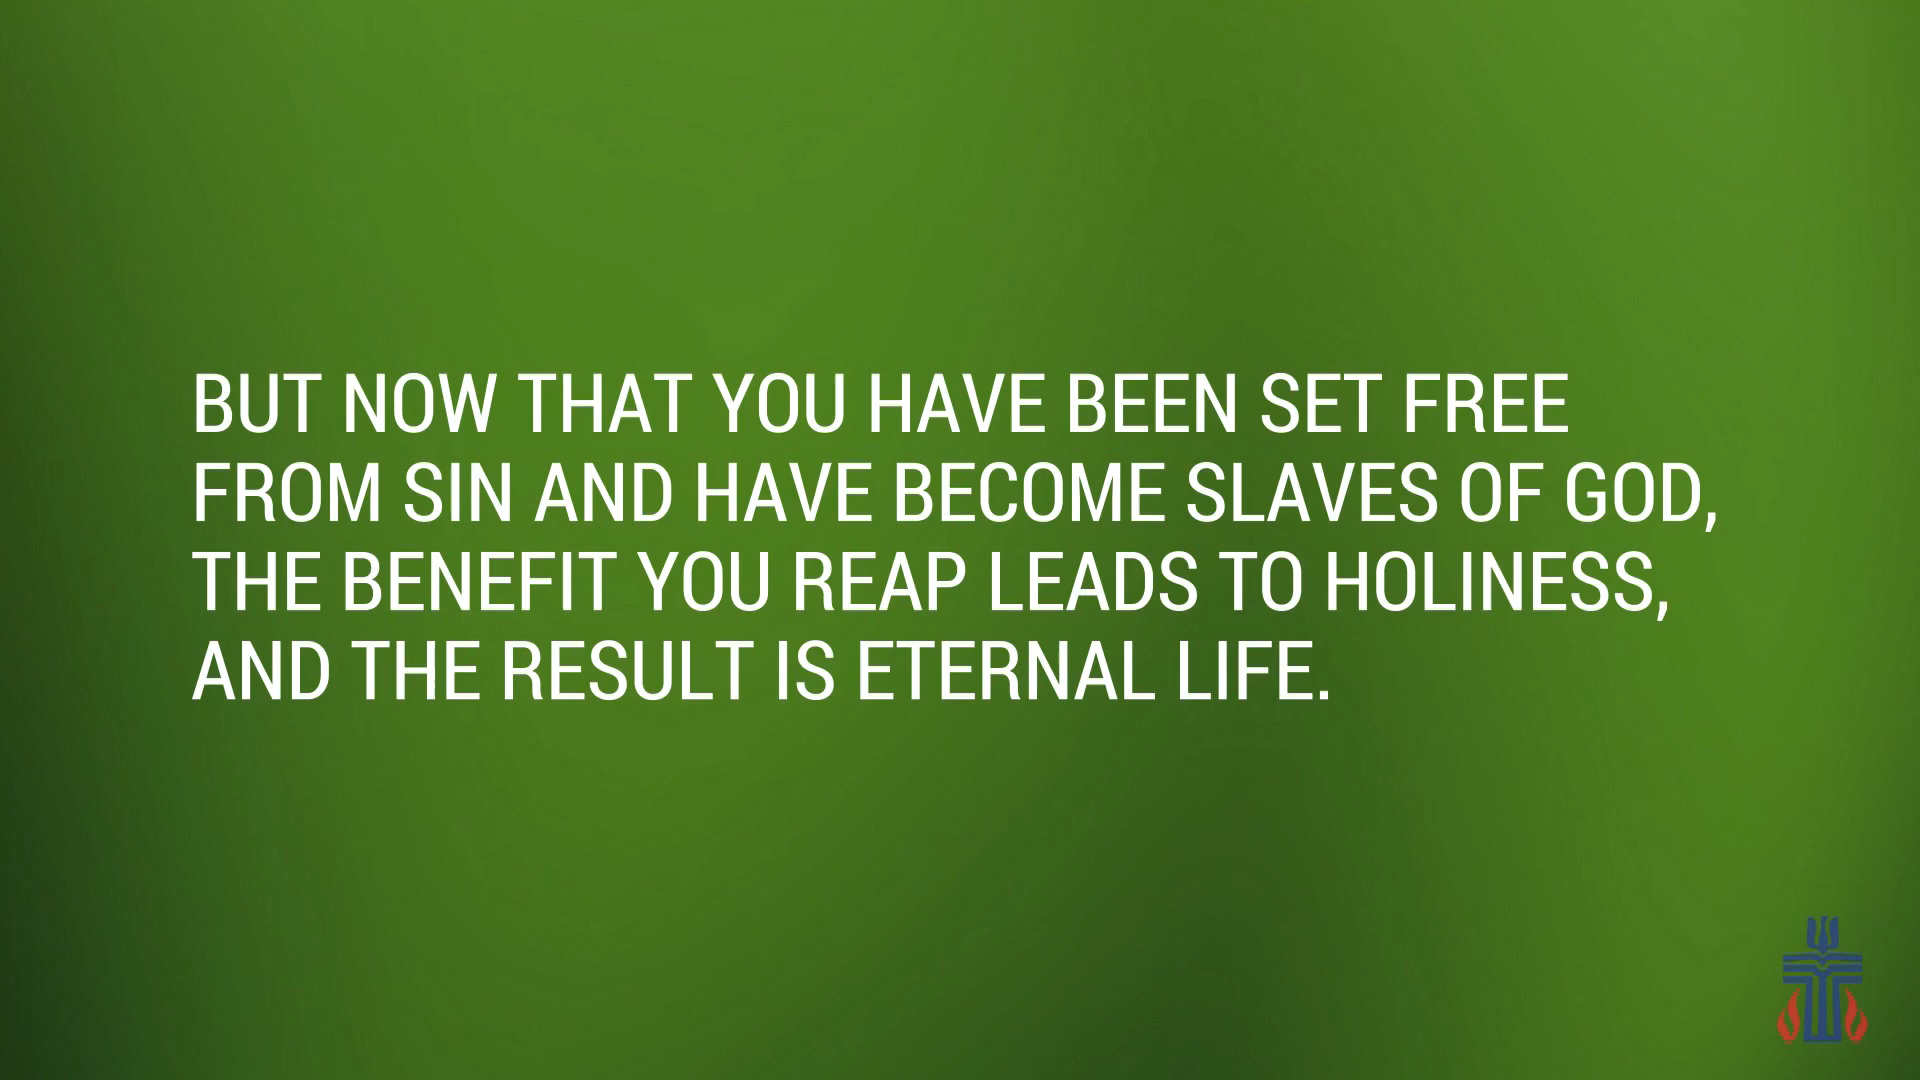 BUT NOW THAT YOU HAVE BEEN SET FREE
FROM SIN AND HAVE BECOME SLAVES OF GOD,
THE BENEFIT YOU REAP LEADS TO HOLINESS,
AND THE RESULT IS ETERNAL LIFE.